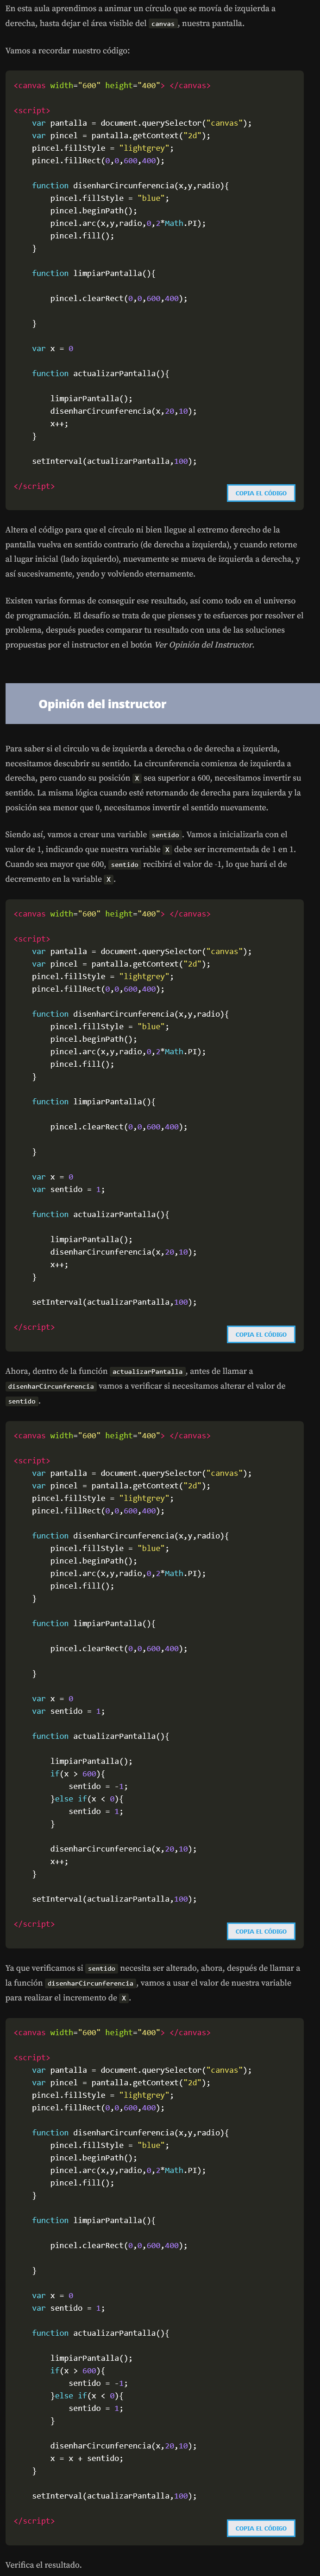 En esta aula aprendimos a animar un círculo que se movía de izquierda a
derecha, hasta dejar el área visible del canvas, nuestra pantalla.
Vamos a recordar nuestro código:
<canvas width="600" height="400"> </canvas>
<script>
var pantalla = document.querySelector("canvas");
var pincel = pantalla.getContext("2d");
pincel.fillStyle = "lightgrey";
pincel.fillRect(0,0,600,400);
function disenharCircunferencia(x,y,radio){
pincel.fillStyle = "blue";
pincel.beginPath();
pincel.arc(x,y,radio,0,2*Math.PI);
pincel.fill();
}
function limpiarPantalla(){
pincel.clearRect(0,0,600,400);
}
var x = 0
function actualizarPantalla(){
limpiarPantalla();
disenharCircunferencia(x,20,10);
x++;
}
setInterval(actualizarPantalla,100);
</script>
COPIA EL CÓDIGO
Altera el código para que el círculo ni bien llegue al extremo derecho de la
pantalla vuelva en sentido contrario (de derecha a izquierda), y cuando retorne
al lugar inicial (lado izquierdo), nuevamente se mueva de izquierda a derecha, y
así sucesivamente, yendo y volviendo eternamente.
Existen varias formas de conseguir ese resultado, así como todo en el universo
de programación. El desafío se trata de que pienses y te esfuerces por resolver el
problema, después puedes comparar tu resultado con una de las soluciones
propuestas por el instructor en el botón Ver Opinión del Instructor.
Opinión del instructor
Para saber si el circulo va de izquierda a derecha o de derecha a izquierda,
necesitamos descubrir su sentido. La circunferencia comienza de izquierda a
derecha, pero cuando su posición X sea superior a 600, necesitamos invertir su
sentido. La misma lógica cuando esté retornando de derecha para izquierda y la
posición sea menor que 0, necesitamos invertir el sentido nuevamente.
Siendo así, vamos a crear una variable sentido. Vamos a inicializarla con el
valor de 1, indicando que nuestra variable X debe ser incrementada de 1 en 1.
Cuando sea mayor que 600, sentido recibirá el valor de -1, lo que hará el de
decremento en la variable X.
<canvas width="600" height="400"> </canvas>
<script>
var pantalla = document.querySelector("canvas");
var pincel = pantalla.getContext("2d");
pincel.fillStyle = "lightgrey";
pincel.fillRect(0,0,600,400);
function disenharCircunferencia(x,y,radio){
pincel.fillStyle = "blue";
pincel.beginPath();
pincel.arc(x,y,radio,0,2*Math.PI);
pincel.fill();
}
function limpiarPantalla(){
pincel.clearRect(0,0,600,400);
}
var x = 0
var sentido = 1;
function actualizarPantalla(){
limpiarPantalla();
disenharCircunferencia(x,20,10);
x++;
}
setInterval(actualizarPantalla,100);
</script>
COPIA EL CÓDIGO
Ahora, dentro de la función actualizarPantalla, antes de llamar a
disenharCircunferencia vamos a verificar si necesitamos alterar el valor de
sentido.
<canvas width="600" height="400"> </canvas>
<script>
var pantalla = document.querySelector("canvas");
var pincel = pantalla.getContext("2d");
pincel.fillStyle = "lightgrey";
pincel.fillRect(0,0,600,400);
function disenharCircunferencia(x,y,radio){
pincel.fillStyle = "blue";
pincel.beginPath();
pincel.arc(x,y,radio,0,2*Math.PI);
pincel.fill();
}
function limpiarPantalla(){
pincel.clearRect(0,0,600,400);
}
var x = 0
var sentido = 1;
function actualizarPantalla(){
limpiarPantalla();
if(x > 600){
sentido = -1;
}else if(x < 0){
sentido = 1;
}
disenharCircunferencia(x,20,10);
x++;
}
setInterval(actualizarPantalla,100);
</script>
COPIA EL CÓDIGO
Ya que verificamos si sentido necesita ser alterado, ahora, después de llamar a
la función disenharCircunferencia, vamos a usar el valor de nuestra variable
para realizar el incremento de X.
<canvas width="600" height="400"> </canvas>
<script>
var pantalla = document.querySelector("canvas");
var pincel = pantalla.getContext("2d");
pincel.fillStyle = "lightgrey";
pincel.fillRect(0,0,600,400);
function disenharCircunferencia(x,y,radio){
pincel.fillStyle = "blue";
pincel.beginPath();
pincel.arc(x,y,radio,0,2*Math.PI);
pincel.fill();
}
function limpiarPantalla(){
pincel.clearRect(0,0,600,400);
}
var x = 0
var sentido = 1;
function actualizarPantalla(){
limpiarPantalla();
if(x > 600){
sentido = -1;
}else if(x < 0){
sentido = 1;
}
disenharCircunferencia(x,20,10);
x = x + sentido;
}
setInterval(actualizarPantalla,100);
</script>
COPIA EL CÓDIGO
Verifica el resultado.